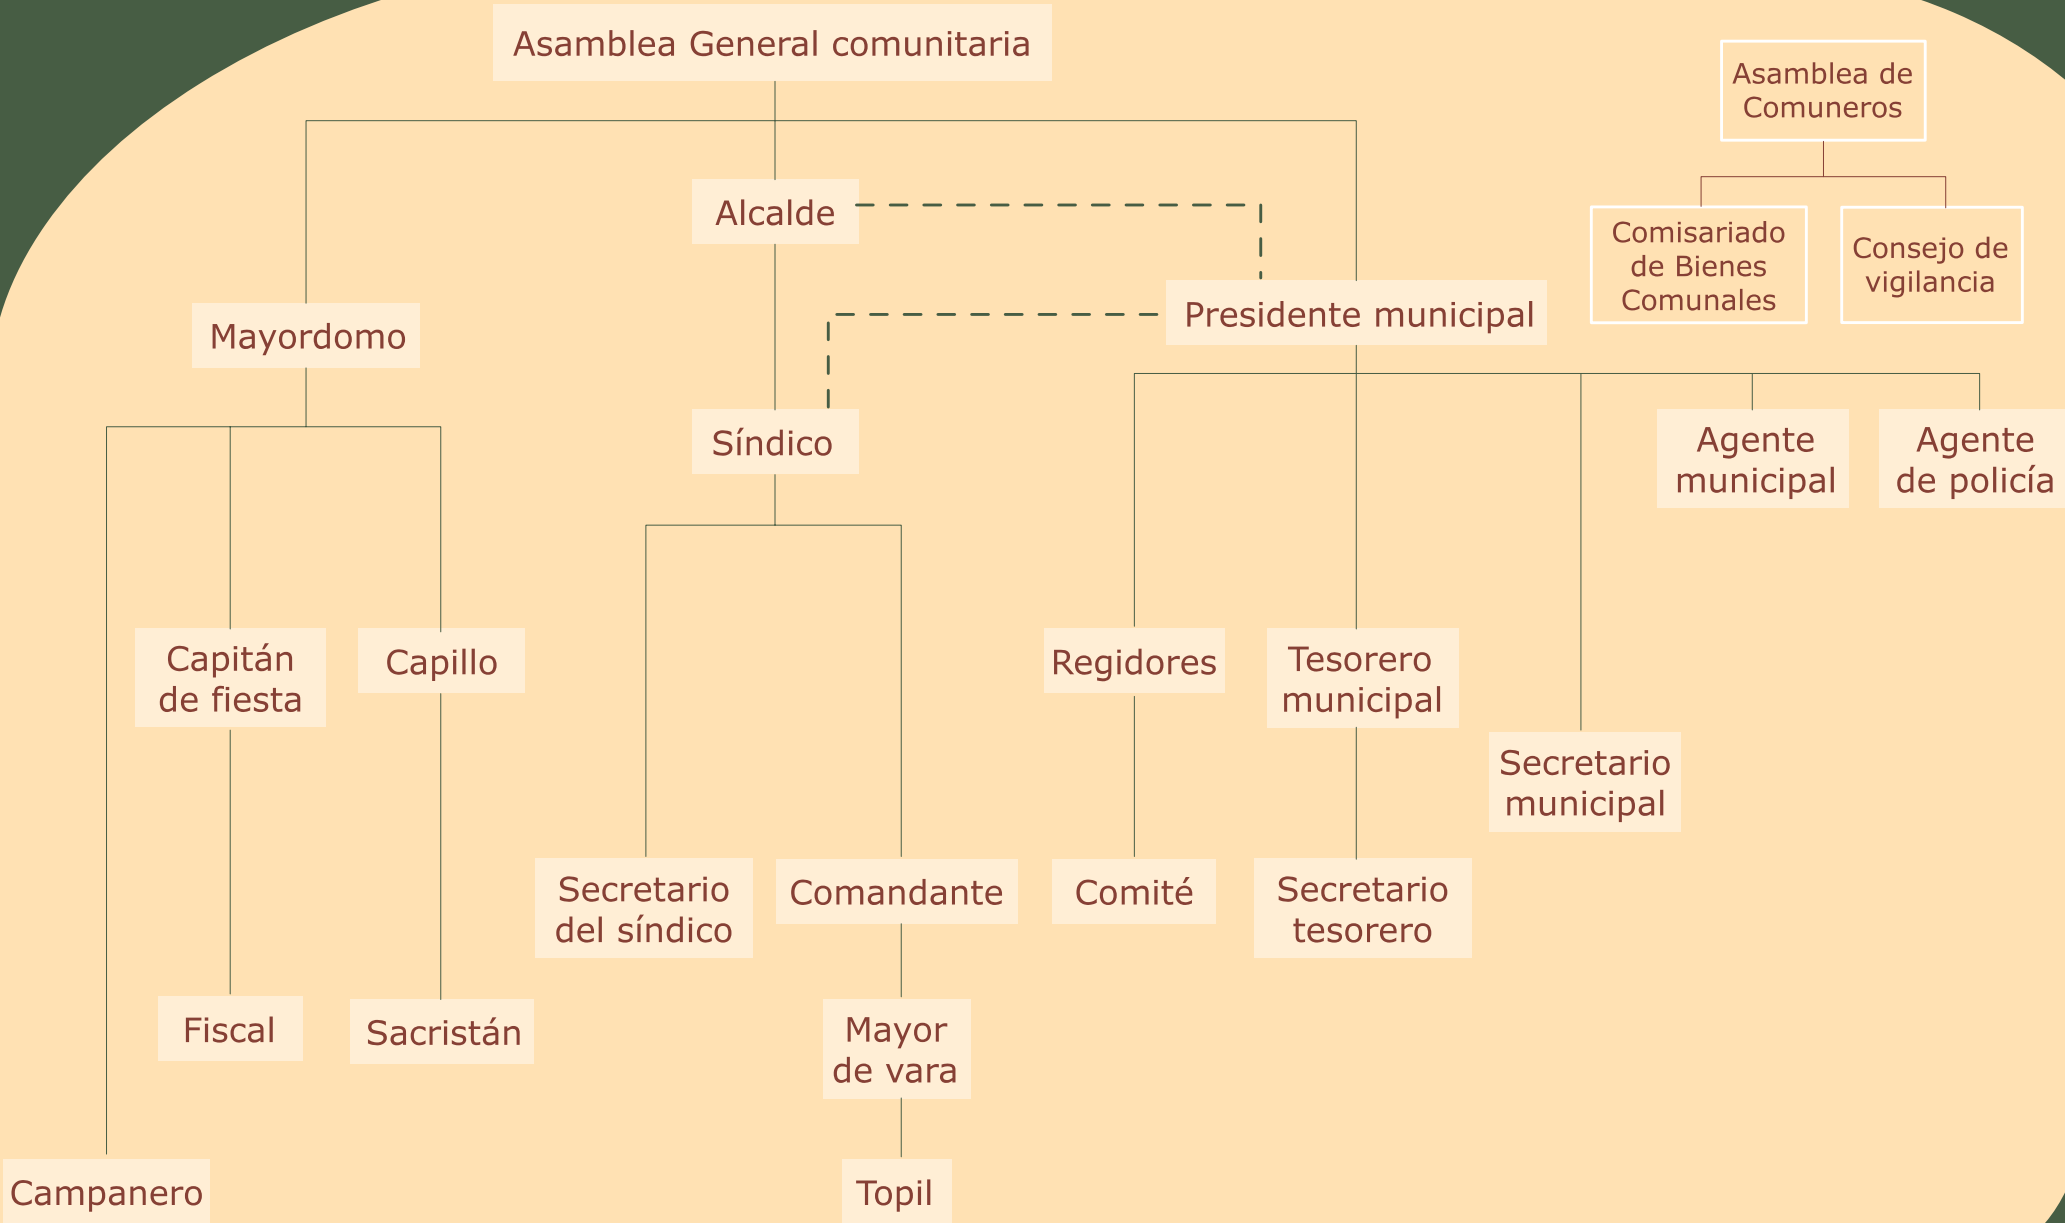 Asamblea General comunitaria
Asamblea de
Comuneros
Alcalde
Comisariado
de Bienes
Comunales
Consejo de
vigilancia
Mayordomo
Presidente municipal
Síndico
Agente
municipal
Agente
de policía
Capitán
de fiesta
Capillo
Regidores
Tesorero
municipal
Secretario
municipal
Secretario
del síndico
Comandante
Comité
Secretario
tesorero
Fiscal
Sacristán
Mayor
de vara
Campanero
Topil